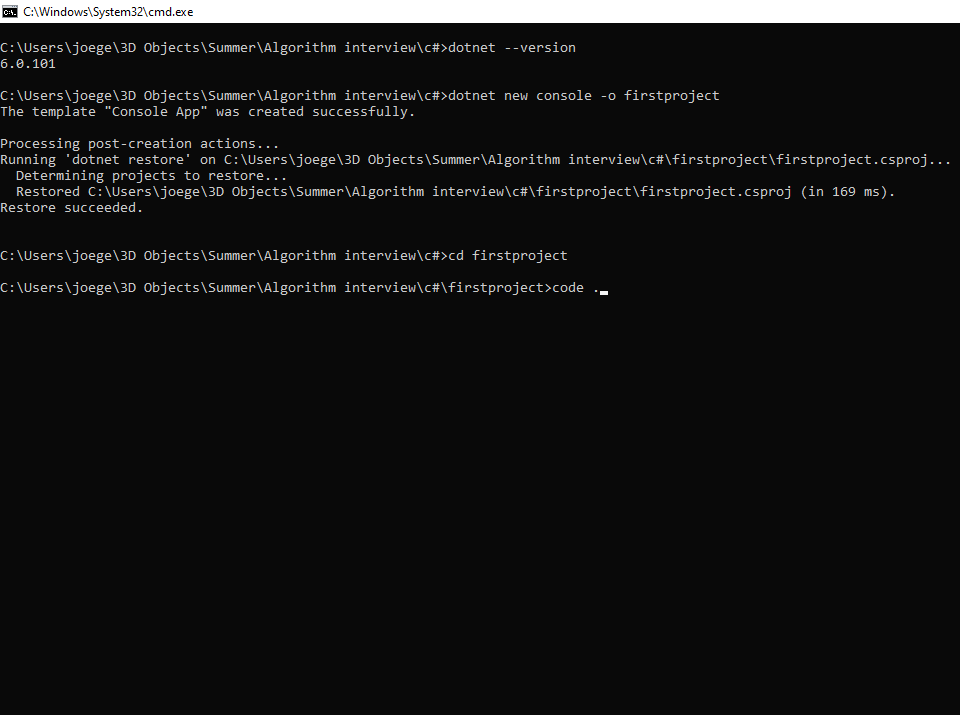 C:\Windows\System32\cmd.exe
C:\Users\joege\3D Objects\Summer\Algorithm interview\c#>dotnet --version
6.0.101
C:\Users\joege\3D Objects\Summer\Algorithm interview\c#>dotnet new console -o firstproject
The template "Console App" was created successfully.
Processing post-creation actions...
Running 'dotnet restore' on C:\Users\joege\3D Objects\Summer\Algorithm interview\c#\firstproject\firstproject.csproj...
  Determining projects to restore...
  Restored C:\Users\joege\3D Objects\Summer\Algorithm interview\c#\firstproject\firstproject.csproj (in 169 ms).
Restore succeeded.
C:\Users\joege\3D Objects\Summer\Algorithm interview\c#>cd firstproject
C:\Users\joege\3D Objects\Summer\Algorithm interview\c#\firstproject>code .